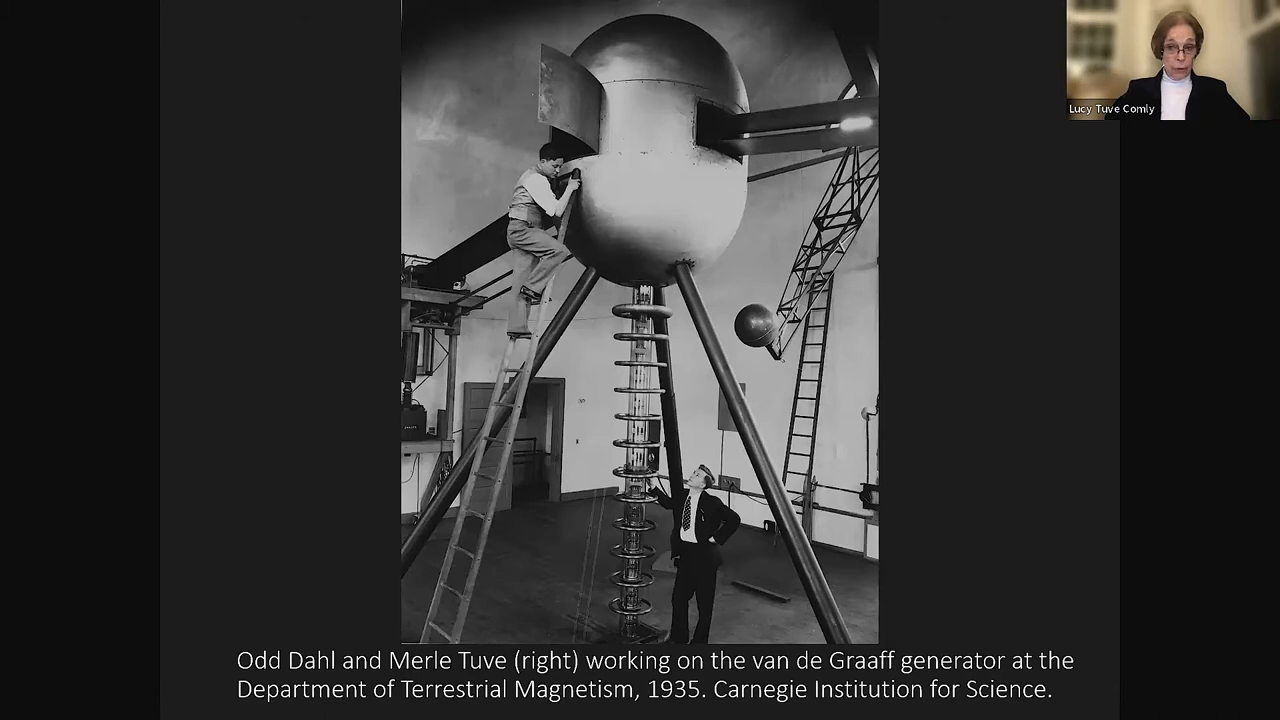 Lucy Tuve Comly
Odd Dahl and Merle Tuve (right) working on the van de Graaff generator at the
Department of Terrestrial Magnetism, 1935. Carnegie Institution for Science.